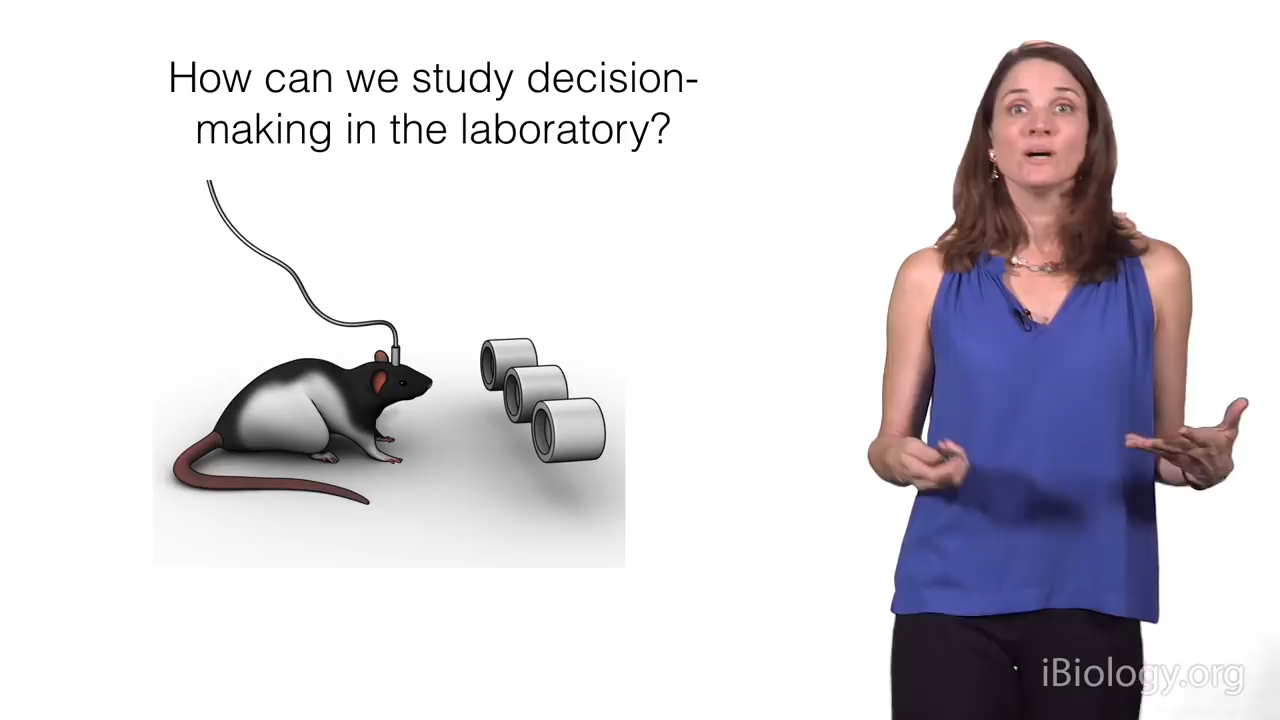 How can we study decision-
making in the laboratory?
iBiology.org